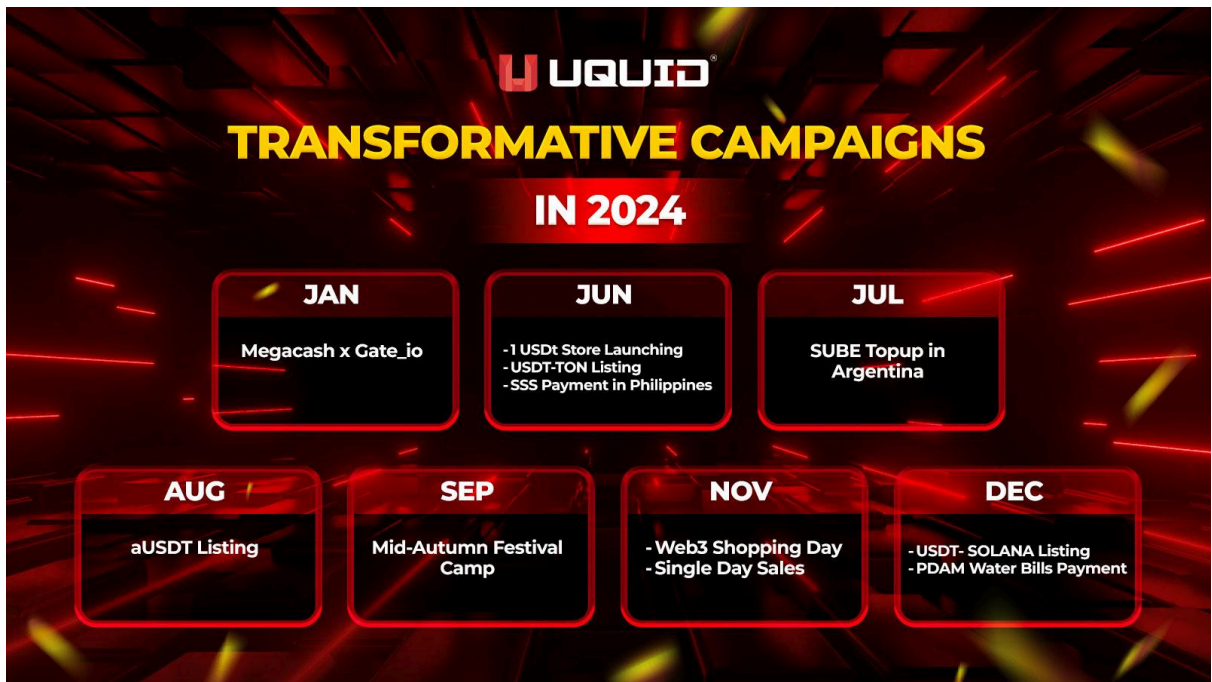 UQUID®
TRANSFORMATIVE CAMPAIGNS
IN 2024
JAN
Megacash x Gate_io
JUN
- 1 USDt Store Launching
- USDT-TON Listing
- SSS Payment in Philippines
JUL
SUBE Topup in
Argentina
AUG
aUSDT Listing
SEP
Mid-Autumn Festival
Camp
NOV
- Web3 Shopping Day
- Single Day Sales
DEC
- USDT- SOLANA Listing
- PDAM Water Bills Payment